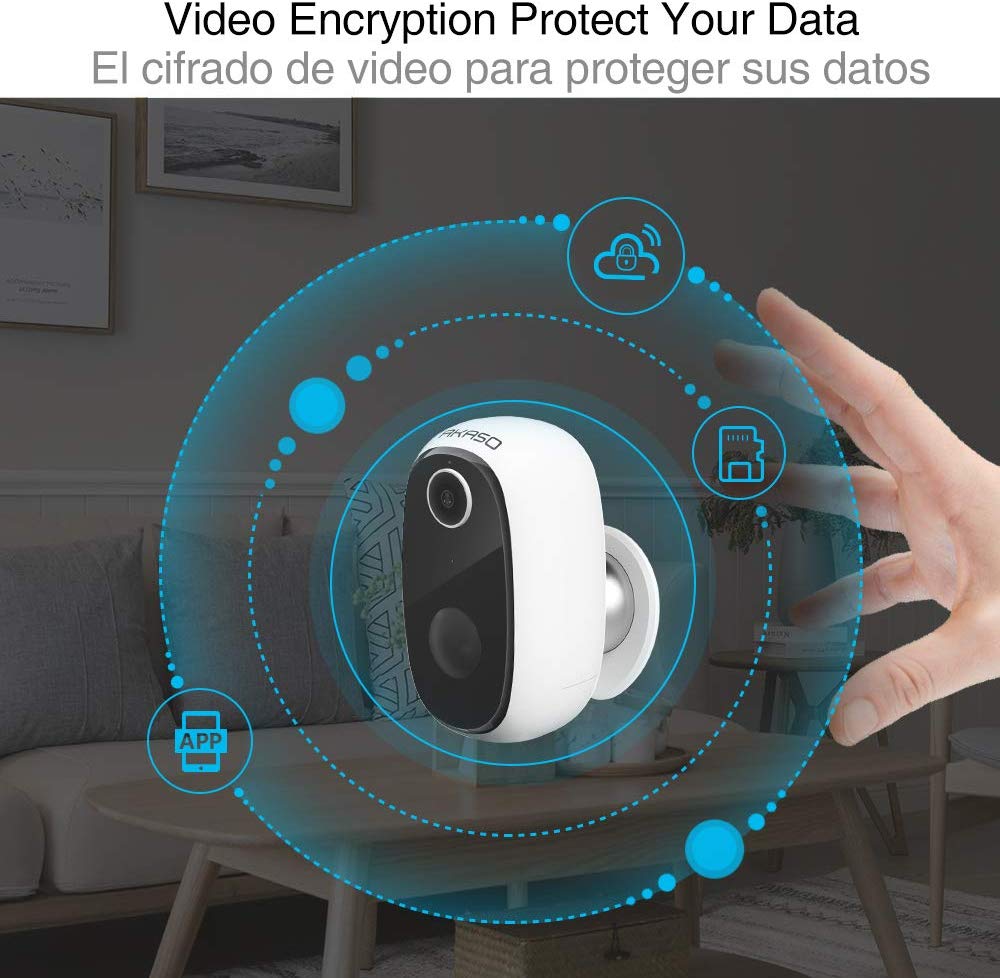 Video Encryption Protect Your Data
El cifrado de video para proteger sus datos
AKASO
APP